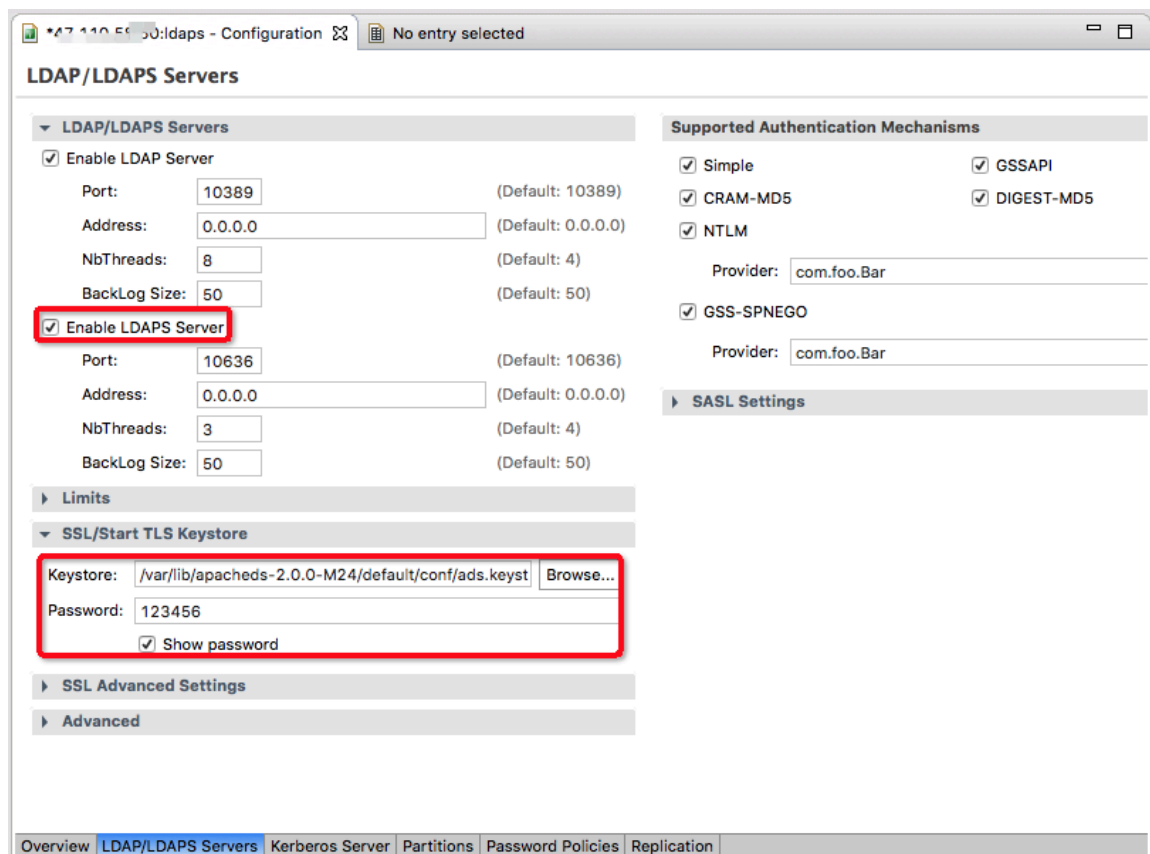 :ldaps - Configuration
No entry selected
LDAP/LDAPS Servers
LDAP/LDAPS Servers
Enable LDAP Server
Port: 10389 (Default: 10389)
Address: 0.0.0.0 (Default: 0.0.0.0)
NbThreads: 8 (Default: 4)
BackLog Size: 50 (Default: 50)
Enable LDAPS Server
Port: 10636 (Default: 10636)
Address: 0.0.0.0 (Default: 0.0.0.0)
NbThreads: 3 (Default: 4)
BackLog Size: 50 (Default: 50)
Limits
SSL/Start TLS Keystore
Keystore: /var/lib/apacheds-2.0.0-M24/default/conf/ads.keyst Browse...
Password: 123456
Show password
SSL Advanced Settings
Advanced
Supported Authentication Mechanisms
Simple GSSAPI
CRAM-MD5 DIGEST-MD5
NTLM
Provider: com.foo.Bar
GSS-SPNEGO
Provider: com.foo.Bar
SASL Settings
Overview LDAP/LDAPS Servers Kerberos Server Partitions Password Policies Replication